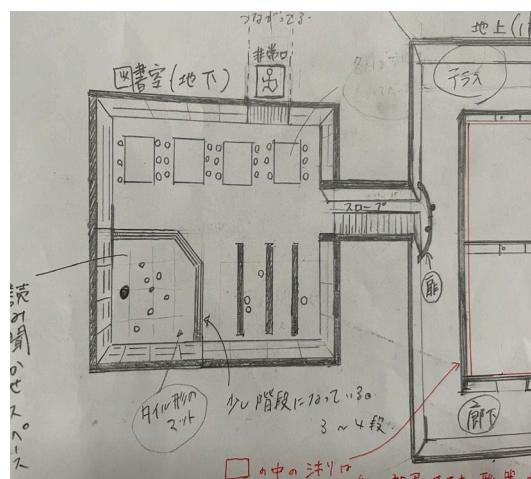 つながってる.
地上(1
非常口
図書室(地下)
テラス
スロープ
扉
読み聞かせスペース
タイル形の
マット
少し階段になっている。
3〜4段.
廊下
の中の
は